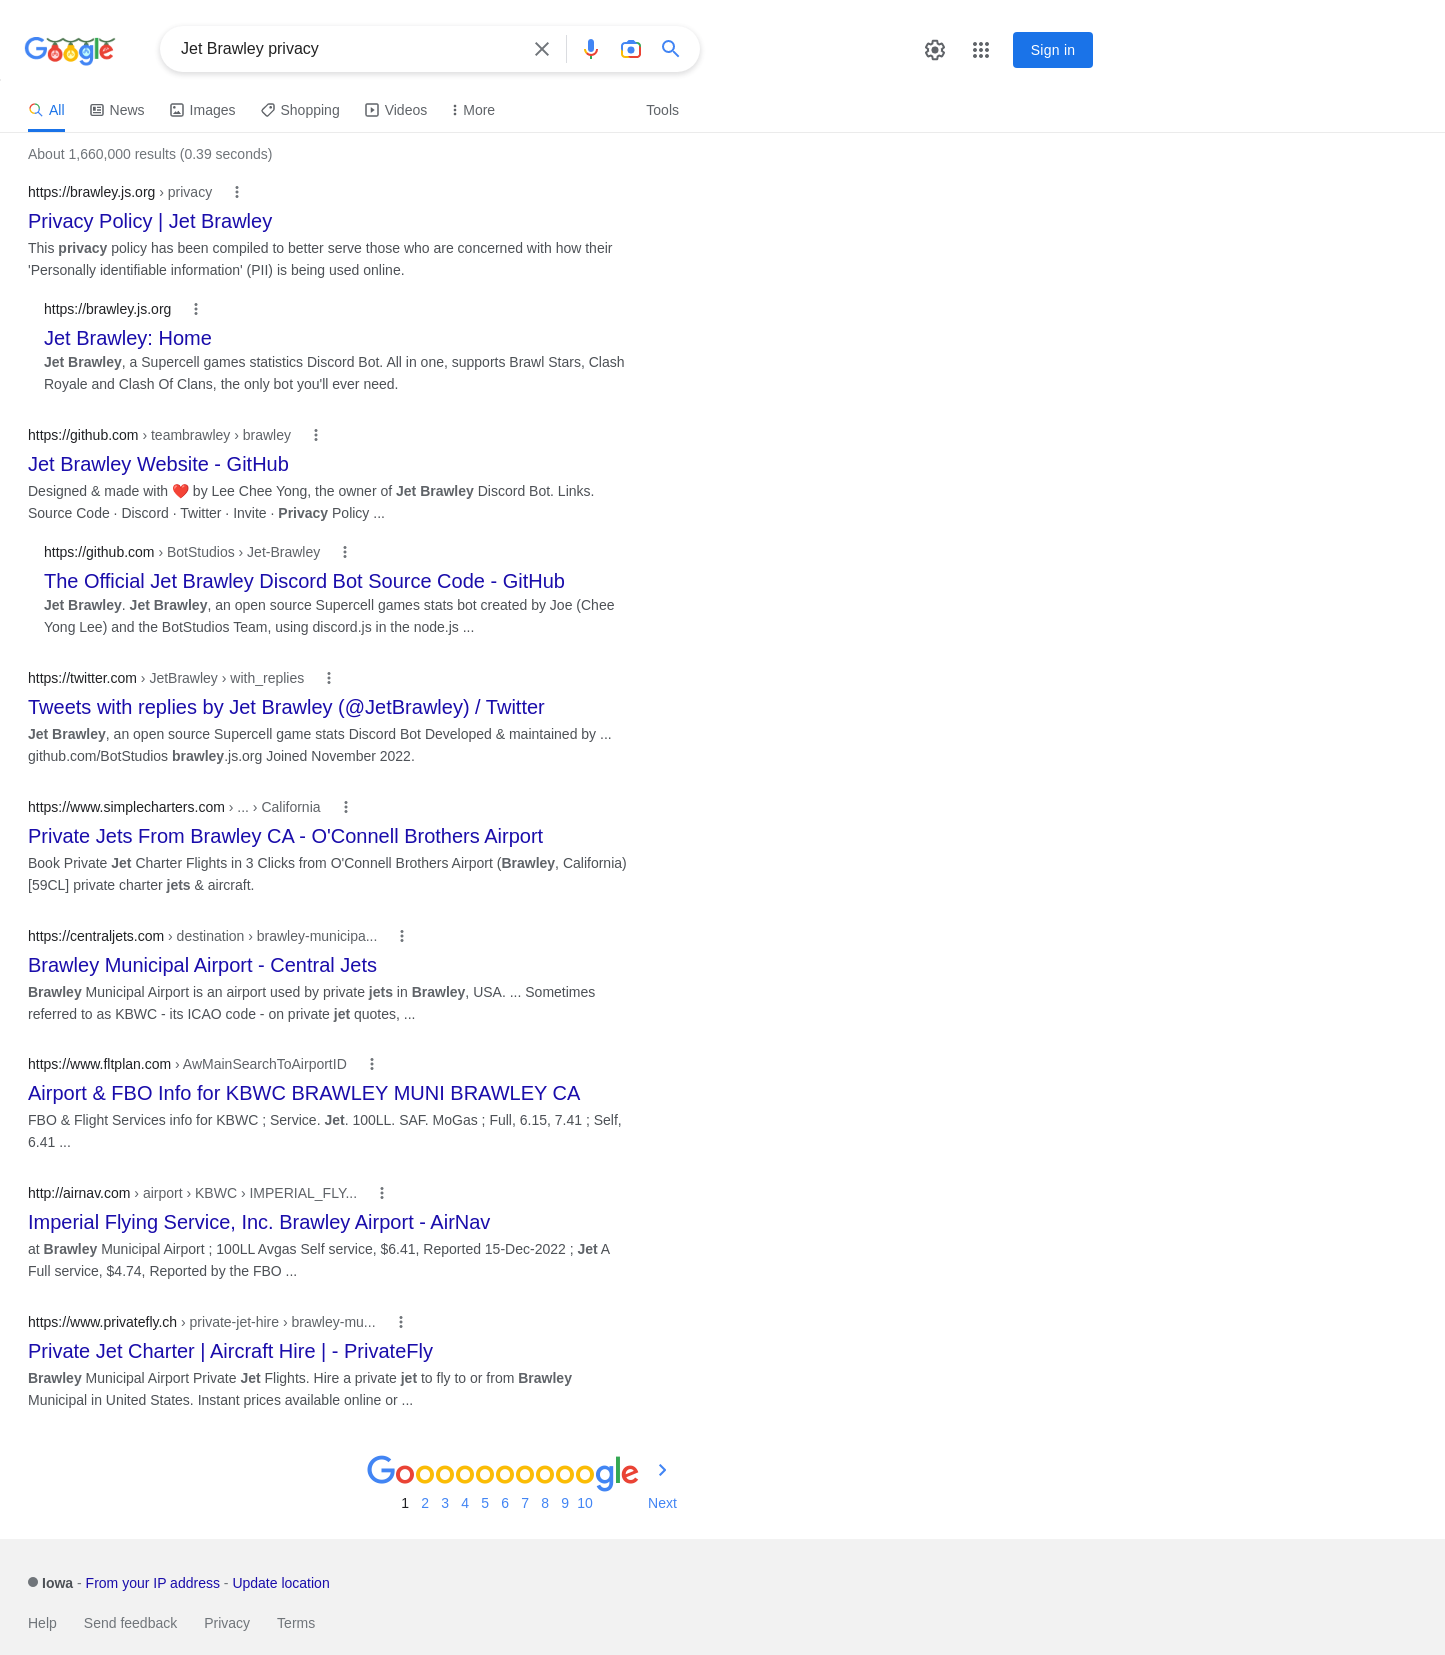 Google
Jet Brawley privacy
Sign in
All News Images Shopping Videos More Tools
About 1,660,000 results (0.39 seconds)
https://brawley.js.org › privacy
Privacy Policy | Jet Brawley
This privacy policy has been compiled to better serve those who are concerned with how their
'Personally identifiable information' (PII) is being used online.
https://brawley.js.org
Jet Brawley: Home
Jet Brawley, a Supercell games statistics Discord Bot. All in one, supports Brawl Stars, Clash
Royale and Clash Of Clans, the only bot you'll ever need.
https://github.com › teambrawley › brawley
Jet Brawley Website - GitHub
Designed & made with ❤️ by Lee Chee Yong, the owner of Jet Brawley Discord Bot. Links.
Source Code · Discord · Twitter · Invite · Privacy Policy ...
https://github.com › BotStudios › Jet-Brawley
The Official Jet Brawley Discord Bot Source Code - GitHub
Jet Brawley. Jet Brawley, an open source Supercell games stats bot created by Joe (Chee
Yong Lee) and the BotStudios Team, using discord.js in the node.js ...
https://twitter.com › JetBrawley › with_replies
Tweets with replies by Jet Brawley (@JetBrawley) / Twitter
Jet Brawley, an open source Supercell game stats Discord Bot Developed & maintained by ...
github.com/BotStudios brawley.js.org Joined November 2022.
https://www.simplecharters.com › ... › California
Private Jets From Brawley CA - O'Connell Brothers Airport
Book Private Jet Charter Flights in 3 Clicks from O'Connell Brothers Airport (Brawley, California)
[59CL] private charter jets & aircraft.
https://centraljets.com › destination › brawley-municipa...
Brawley Municipal Airport - Central Jets
Brawley Municipal Airport is an airport used by private jets in Brawley, USA. ... Sometimes
referred to as KBWC - its ICAO code - on private jet quotes, ...
https://www.fltplan.com › AwMainSearchToAirportID
Airport & FBO Info for KBWC BRAWLEY MUNI BRAWLEY CA
FBO & Flight Services info for KBWC ; Service. Jet. 100LL. SAF. MoGas ; Full, 6.15, 7.41 ; Self,
6.41 ...
http://airnav.com › airport › KBWC › IMPERIAL_FLY...
Imperial Flying Service, Inc. Brawley Airport - AirNav
at Brawley Municipal Airport ; 100LL Avgas Self service, $6.41, Reported 15-Dec-2022 ; Jet A
Full service, $4.74, Reported by the FBO ...
https://www.privatefly.ch › private-jet-hire › brawley-mu...
Private Jet Charter | Aircraft Hire | - PrivateFly
Brawley Municipal Airport Private Jet Flights. Hire a private jet to fly to or from Brawley
Municipal in United States. Instant prices available online or ...
Goooooooooogle
1 2 3 4 5 6 7 8 9 10 Next
Iowa - From your IP address - Update location
Help Send feedback Privacy Terms